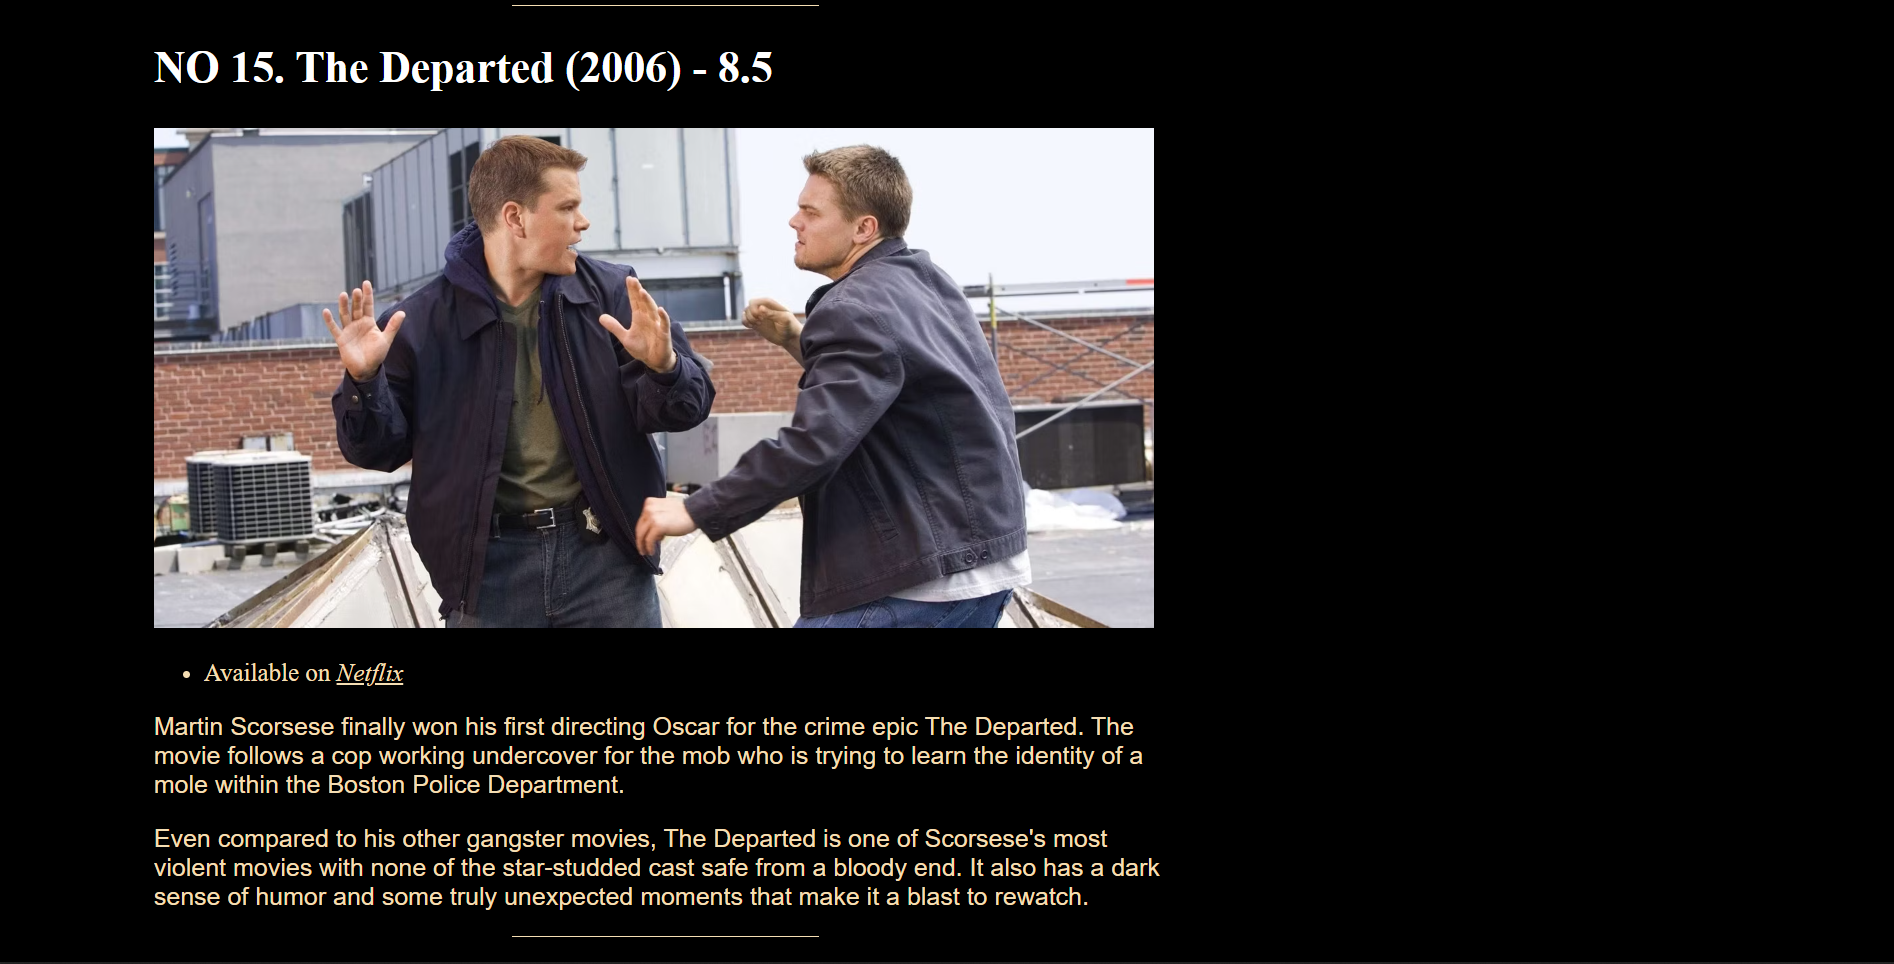 NO 15. The Departed (2006) - 8.5
• Available on Netflix
Martin Scorsese finally won his first directing Oscar for the crime epic The Departed. The
movie follows a cop working undercover for the mob who is trying to learn the identity of a
mole within the Boston Police Department.
Even compared to his other gangster movies, The Departed is one of Scorsese's most
violent movies with none of the star-studded cast safe from a bloody end. It also has a dark
sense of humor and some truly unexpected moments that make it a blast to rewatch.